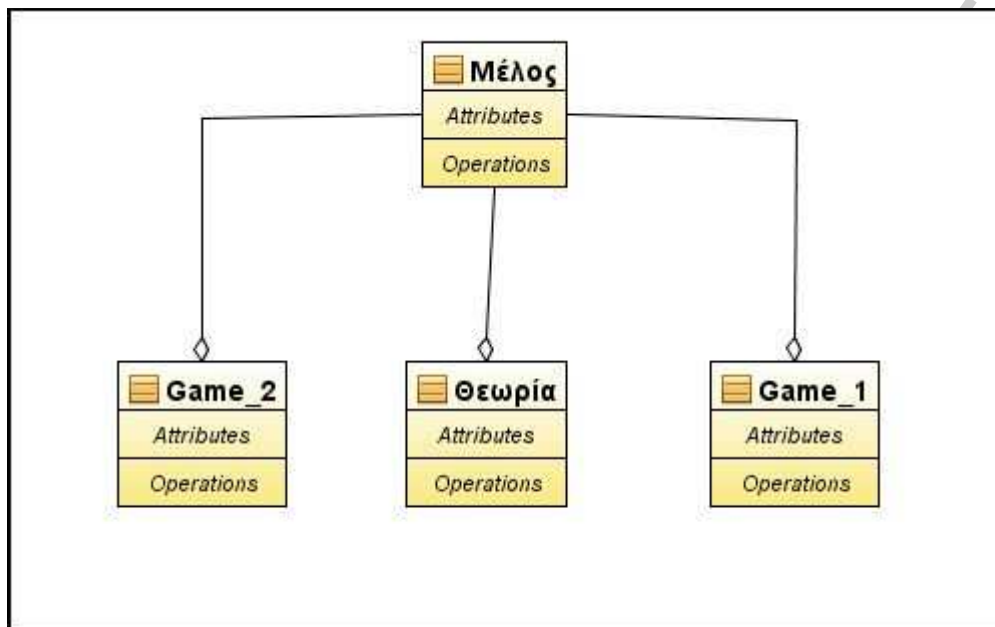 Μέλος
Attributes
Operations
Game_2
Attributes
Operations
Θεωρία
Attributes
Operations
Game_1
Attributes
Operations